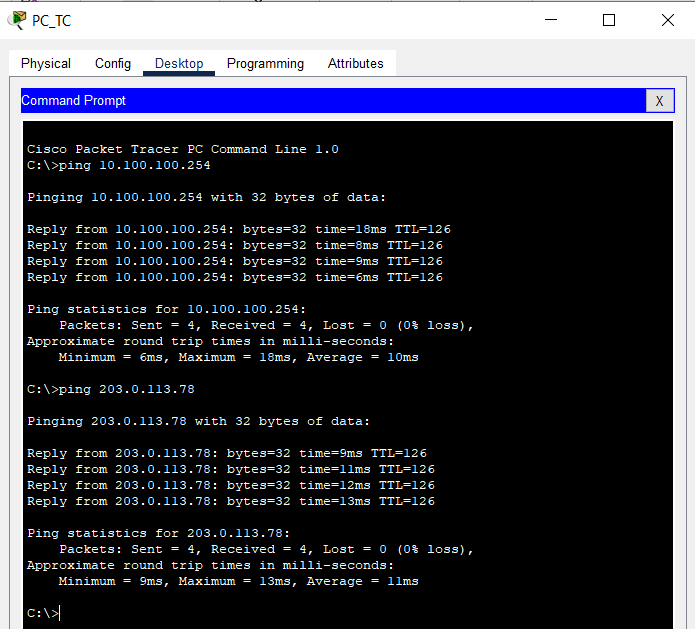 PC_TC
Physical Config Desktop Programming Attributes
Command Prompt X
Cisco Packet Tracer PC Command Line 1.0
C:\>ping 10.100.100.254
Pinging 10.100.100.254 with 32 bytes of data:
Reply from 10.100.100.254: bytes=32 time=18ms TTL=126
Reply from 10.100.100.254: bytes=32 time=8ms TTL=126
Reply from 10.100.100.254: bytes=32 time=9ms TTL=126
Reply from 10.100.100.254: bytes=32 time=6ms TTL=126
Ping statistics for 10.100.100.254:
    Packets: Sent = 4, Received = 4, Lost = 0 (0% loss),
Approximate round trip times in milli-seconds:
    Minimum = 6ms, Maximum = 18ms, Average = 10ms
C:\>ping 203.0.113.78
Pinging 203.0.113.78 with 32 bytes of data:
Reply from 203.0.113.78: bytes=32 time=9ms TTL=126
Reply from 203.0.113.78: bytes=32 time=11ms TTL=126
Reply from 203.0.113.78: bytes=32 time=12ms TTL=126
Reply from 203.0.113.78: bytes=32 time=13ms TTL=126
Ping statistics for 203.0.113.78:
    Packets: Sent = 4, Received = 4, Lost = 0 (0% loss),
Approximate round trip times in milli-seconds:
    Minimum = 9ms, Maximum = 13ms, Average = 11ms
C:\>